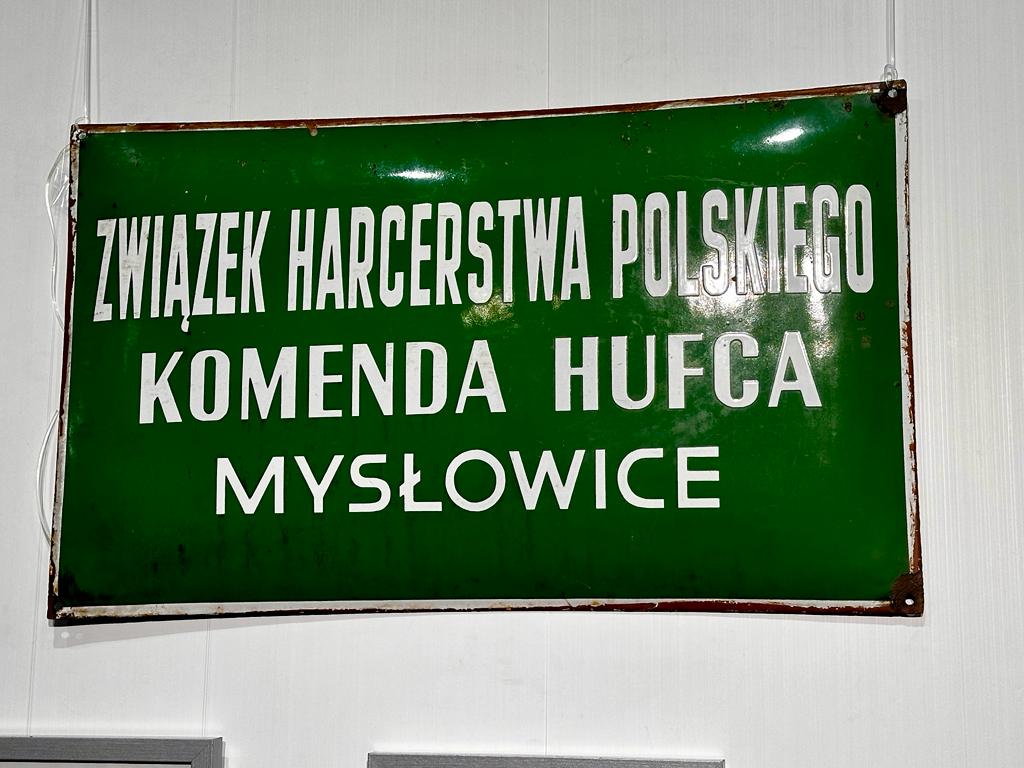 ZWIĄZEK HARCERSTWA POLSKIEGO
KOMENDA HUFCA
MYSŁOWICE